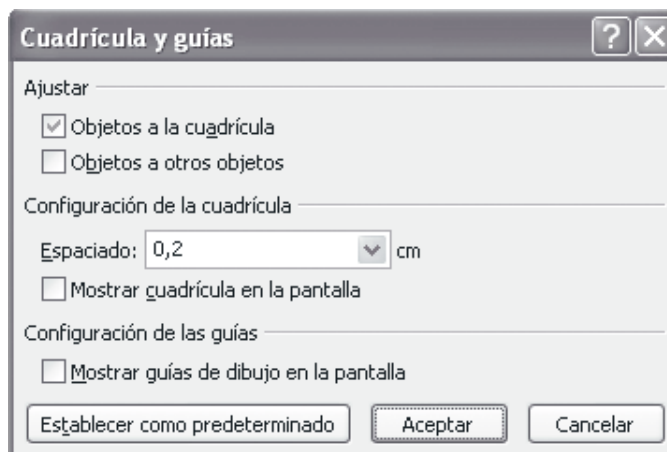 Cuadrícula y guías
Ajustar
Objetos a la cuadrícula
Objetos a otros objetos
Configuración de la cuadrícula
Espaciado: 0,2 cm
Mostrar cuadrícula en la pantalla
Configuración de las guías
Mostrar guías de dibujo en la pantalla
Establecer como predeterminado Aceptar Cancelar